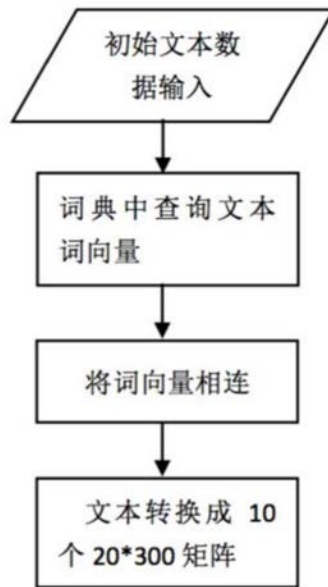 初始文本数
据输入
词典中查询文本
词向量
将词向量相连
文本转换成 10
个 20*300 矩阵